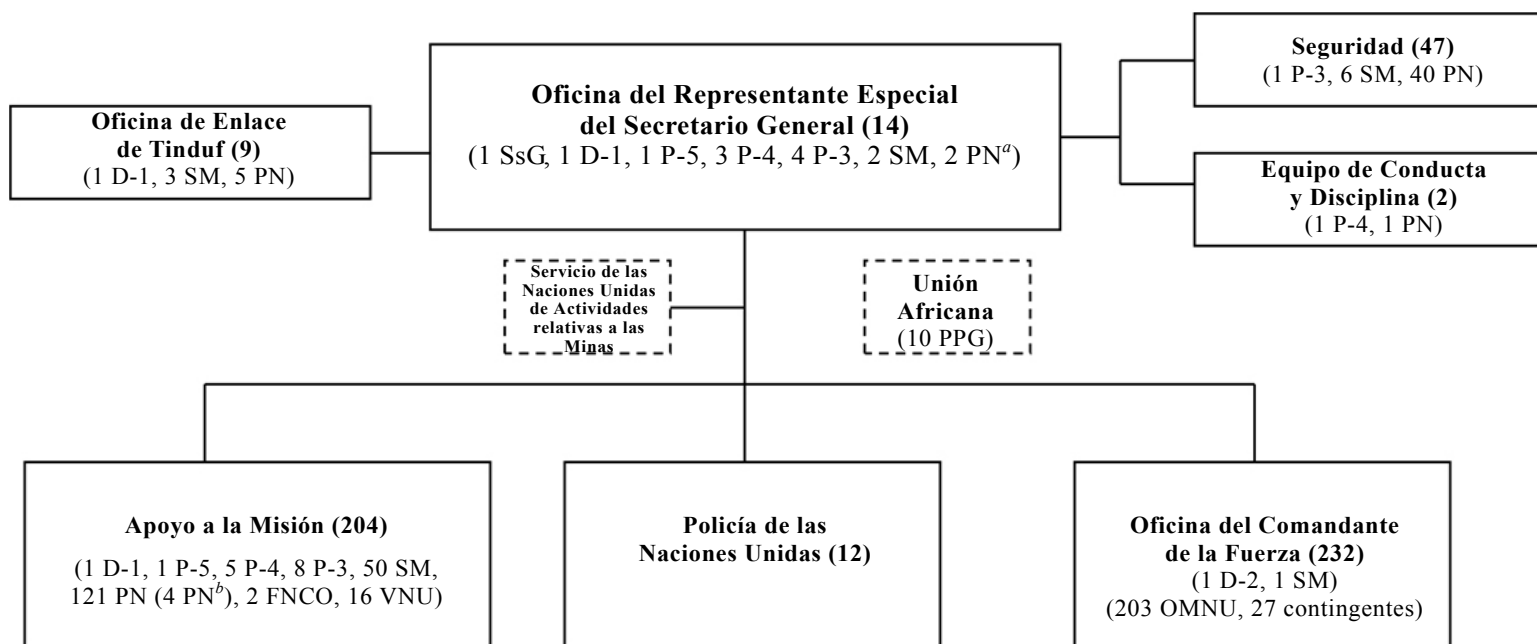 Seguridad (47)
(1 P-3, 6 SM, 40 PN)
Oficina del Representante Especial
del Secretario General (14)
(1 SsG, 1 D-1, 1 P-5, 3 P-4, 4 P-3, 2 SM, 2 PNᵃ)
Oficina de Enlace
de Tinduf (9)
(1 D-1, 3 SM, 5 PN)
Equipo de Conducta
y Disciplina (2)
(1 P-4, 1 PN)
Servicio de las
Naciones Unidas
de Actividades
relativas a las
Minas
Unión
Africana
(10 PPG)
Apoyo a la Misión (204)
(1 D-1, 1 P-5, 5 P-4, 8 P-3, 50 SM,
121 PN (4 PNᵇ), 2 FNCO, 16 VNU)
Policía de las
Naciones Unidas (12)
Oficina del Comandante
de la Fuerza (232)
(1 D-2, 1 SM)
(203 OMNU, 27 contingentes)